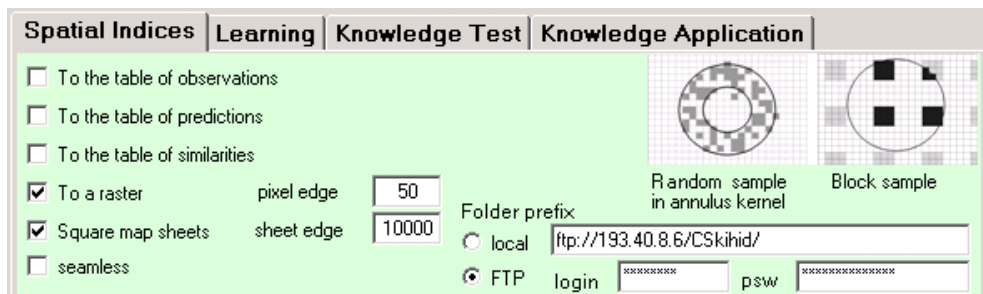 Spatial Indices Learning Knowledge Test Knowledge Application
To the table of observations
To the table of predictions
To the table of similarities
To a raster pixel edge 50
Square map sheets sheet edge 10000
seamless
Random sample
in annulus kernel
Block sample
Folder prefix
local ftp://193.40.8.6/CSkihid/
FTP login xxxxxxxx psw xxxxxxxxxxxxxx